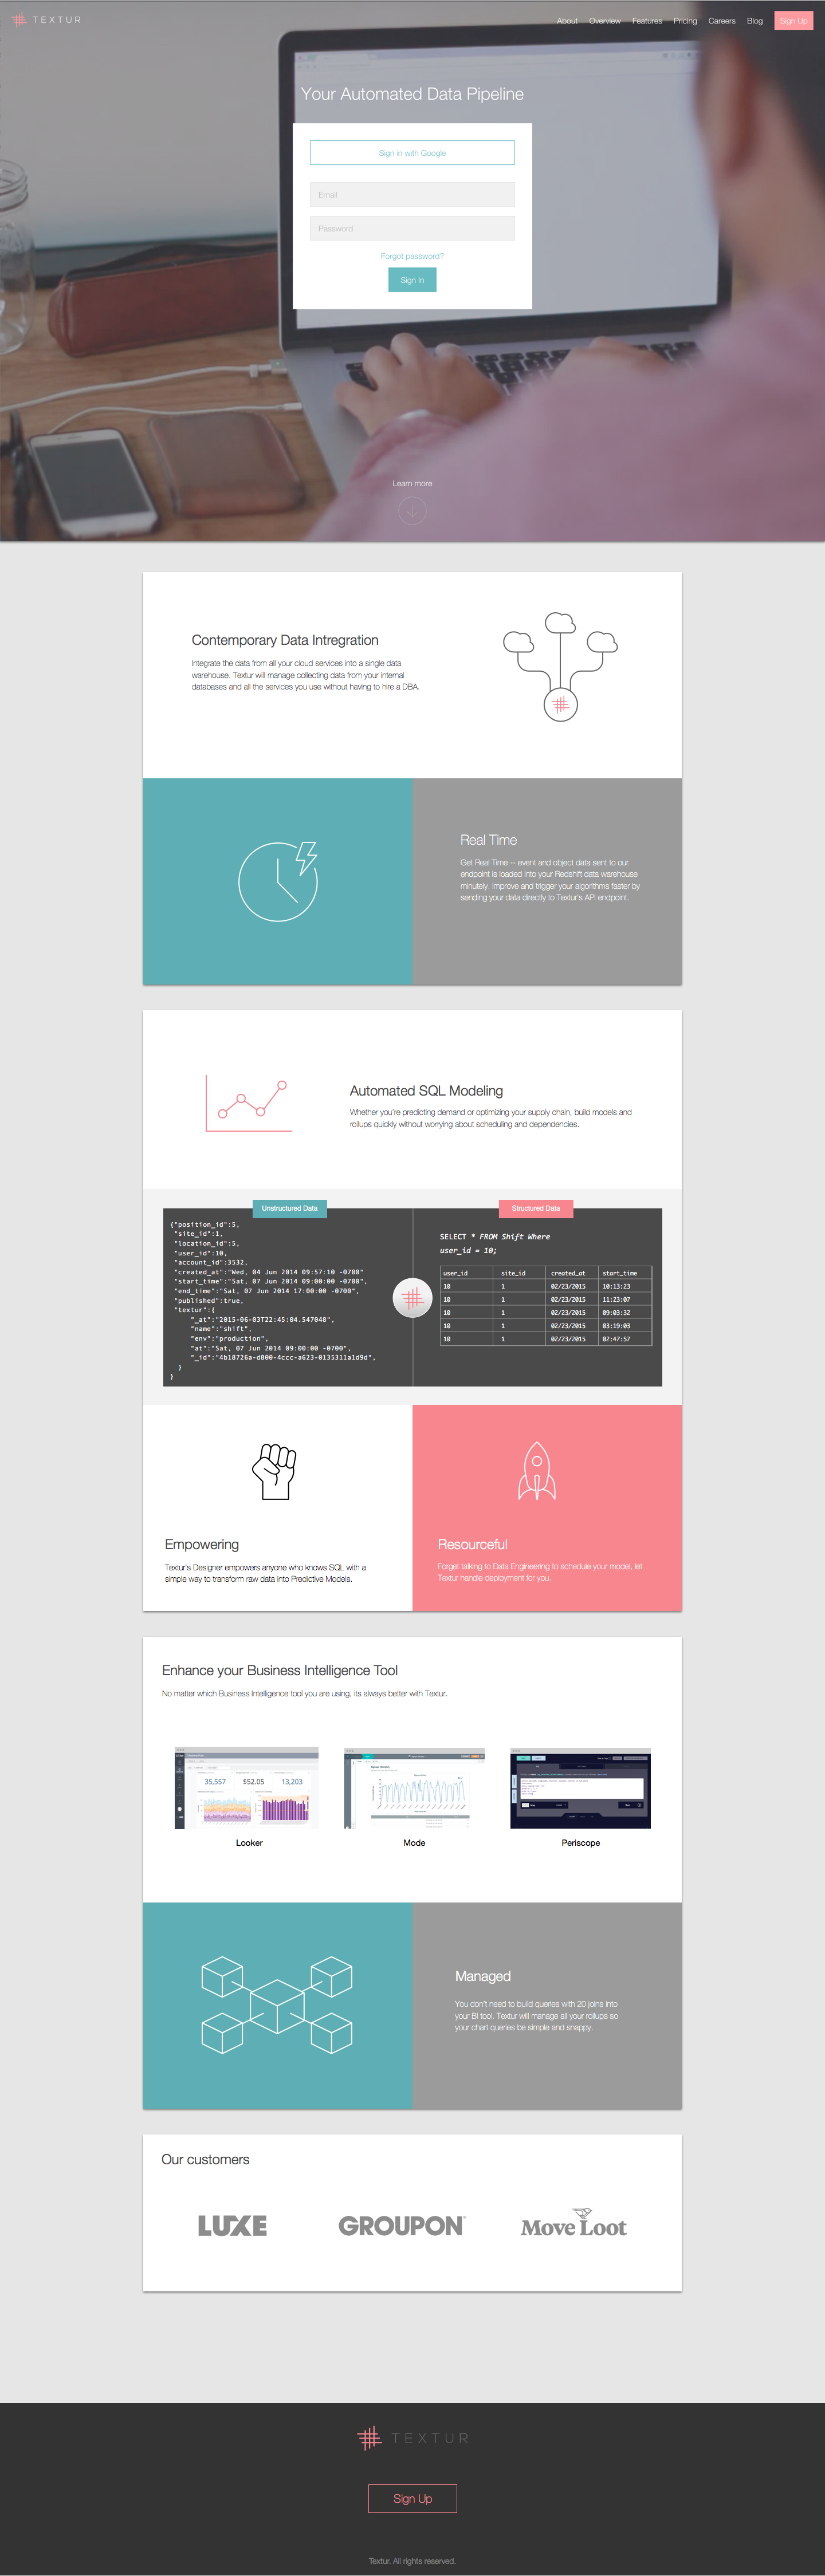 TEXTUR
About Overview Features Pricing Careers Blog Sign Up
Your Automated Data Pipeline
Sign in with Google
Email
Password
Forgot password?
Sign In
Learn more
Contemporary Data Intregration
Integrate the data from all your cloud services into a single data
warehouse. Textur will manage collecting data from your internal
databases and all the services you use without having to hire a DBA.
Real Time
Get Real Time -- event and object data sent to our
endpoint is loaded into your Redshift data warehouse
minutely. Improve and trigger your algorithms faster by
sending your data directly to Textur's API endpoint.
Automated SQL Modeling
Whether you're predicting demand or optimizing your supply chain, build models and
rollups quickly without worrying about scheduling and dependencies.
Unstructured Data
{"position_id":5,
"site_id":1,
"location_id":5,
"user_id":10,
"account_id":3532,
"created_at":"Wed, 04 Jun 2014 09:57:10 -0700"
"start_time":"Sat, 07 Jun 2014 09:00:00 -0700",
"end_time":"Sat, 07 Jun 2014 17:00:00 -0700",
"published":true,
"textur":{
"_at":"2015-06-03T22:45:04.547048",
"name":"shift",
"env":"production",
"at":"Sat, 07 Jun 2014 09:00:00 -0700",
"_id":"4b18726a-d800-4ccc-a623-0135311a1d9d",
}
}
Structured Data
SELECT * FROM Shift Where
user_id = 10;
user_id site_id created_at start_time
10 1 02/23/2015 10:13:23
10 1 02/23/2015 11:23:07
10 1 02/23/2015 09:03:32
10 1 02/23/2015 03:19:03
10 1 02/23/2015 02:47:57
Empowering
Textur's Designer empowers anyone who knows SQL with a
simple way to transform raw data into Predictive Models.
Resourceful
Forget talking to Data Engineering to schedule your model, let
Textur handle deployment for you.
Enhance your Business Intelligence Tool
No matter which Business Intelligence tool you are using, its always better with Textur.
35,557 $52.05 13,203
Looker
Mode
Periscope
Managed
You don't need to build queries with 20 joins into
your BI tool. Textur will manage all your rollups so
your chart queries be simple and snappy.
Our customers
LUXE
GROUPON
Move Loot
TEXTUR
Sign Up
Textur. All rights reserved.